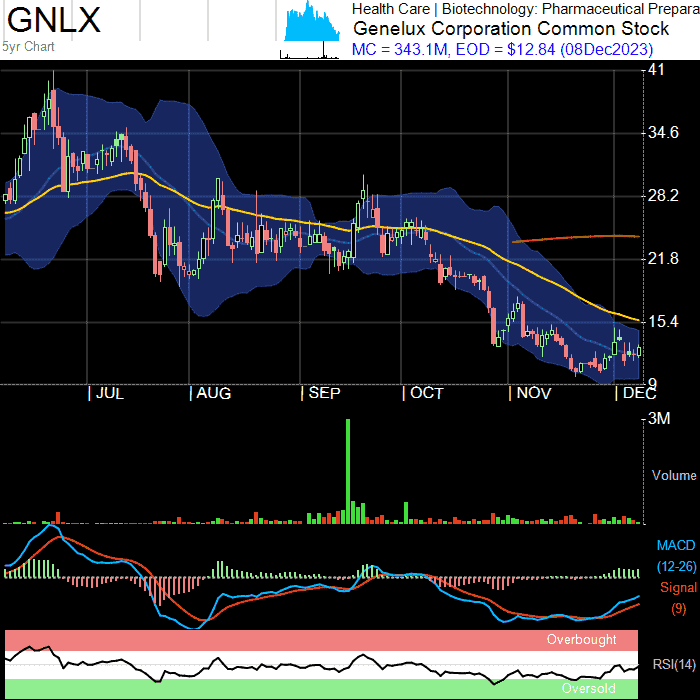 GNLX
5yr Chart
Health Care | Biotechnology: Pharmaceutical Prepara
Genelux Corporation Common Stock
MC = 343.1M, EOD = $12.84 (08Dec2023)
41
34.6
28.2
21.8
15.4
9
JUL
AUG
SEP
OCT
NOV
DEC
3M
Volume
MACD
(12-26)
Signal
(9)
Overbought
RSI(14)
Oversold